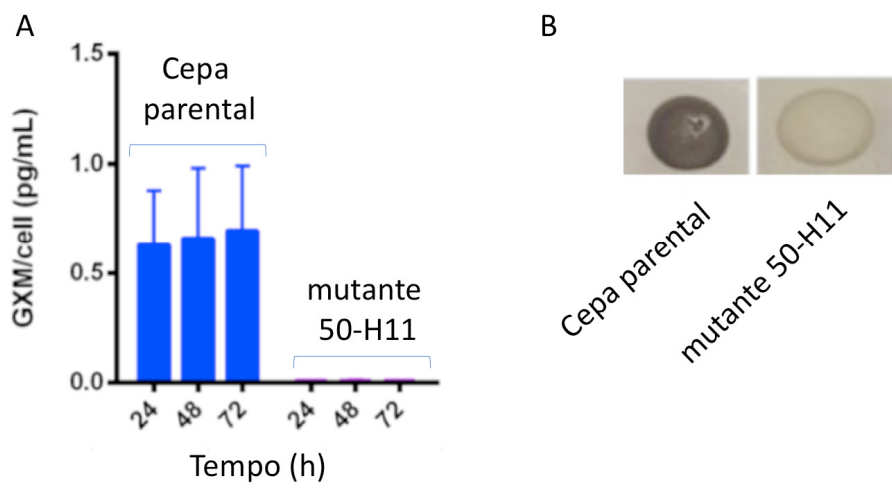 A
B
1.5
1.0
0.5
0.0
GXM/cell (pg/mL)
Cepa
parental
mutante
50-H11
24
48
72
24
48
72
Tempo (h)
Cepa parental
mutante 50-H11